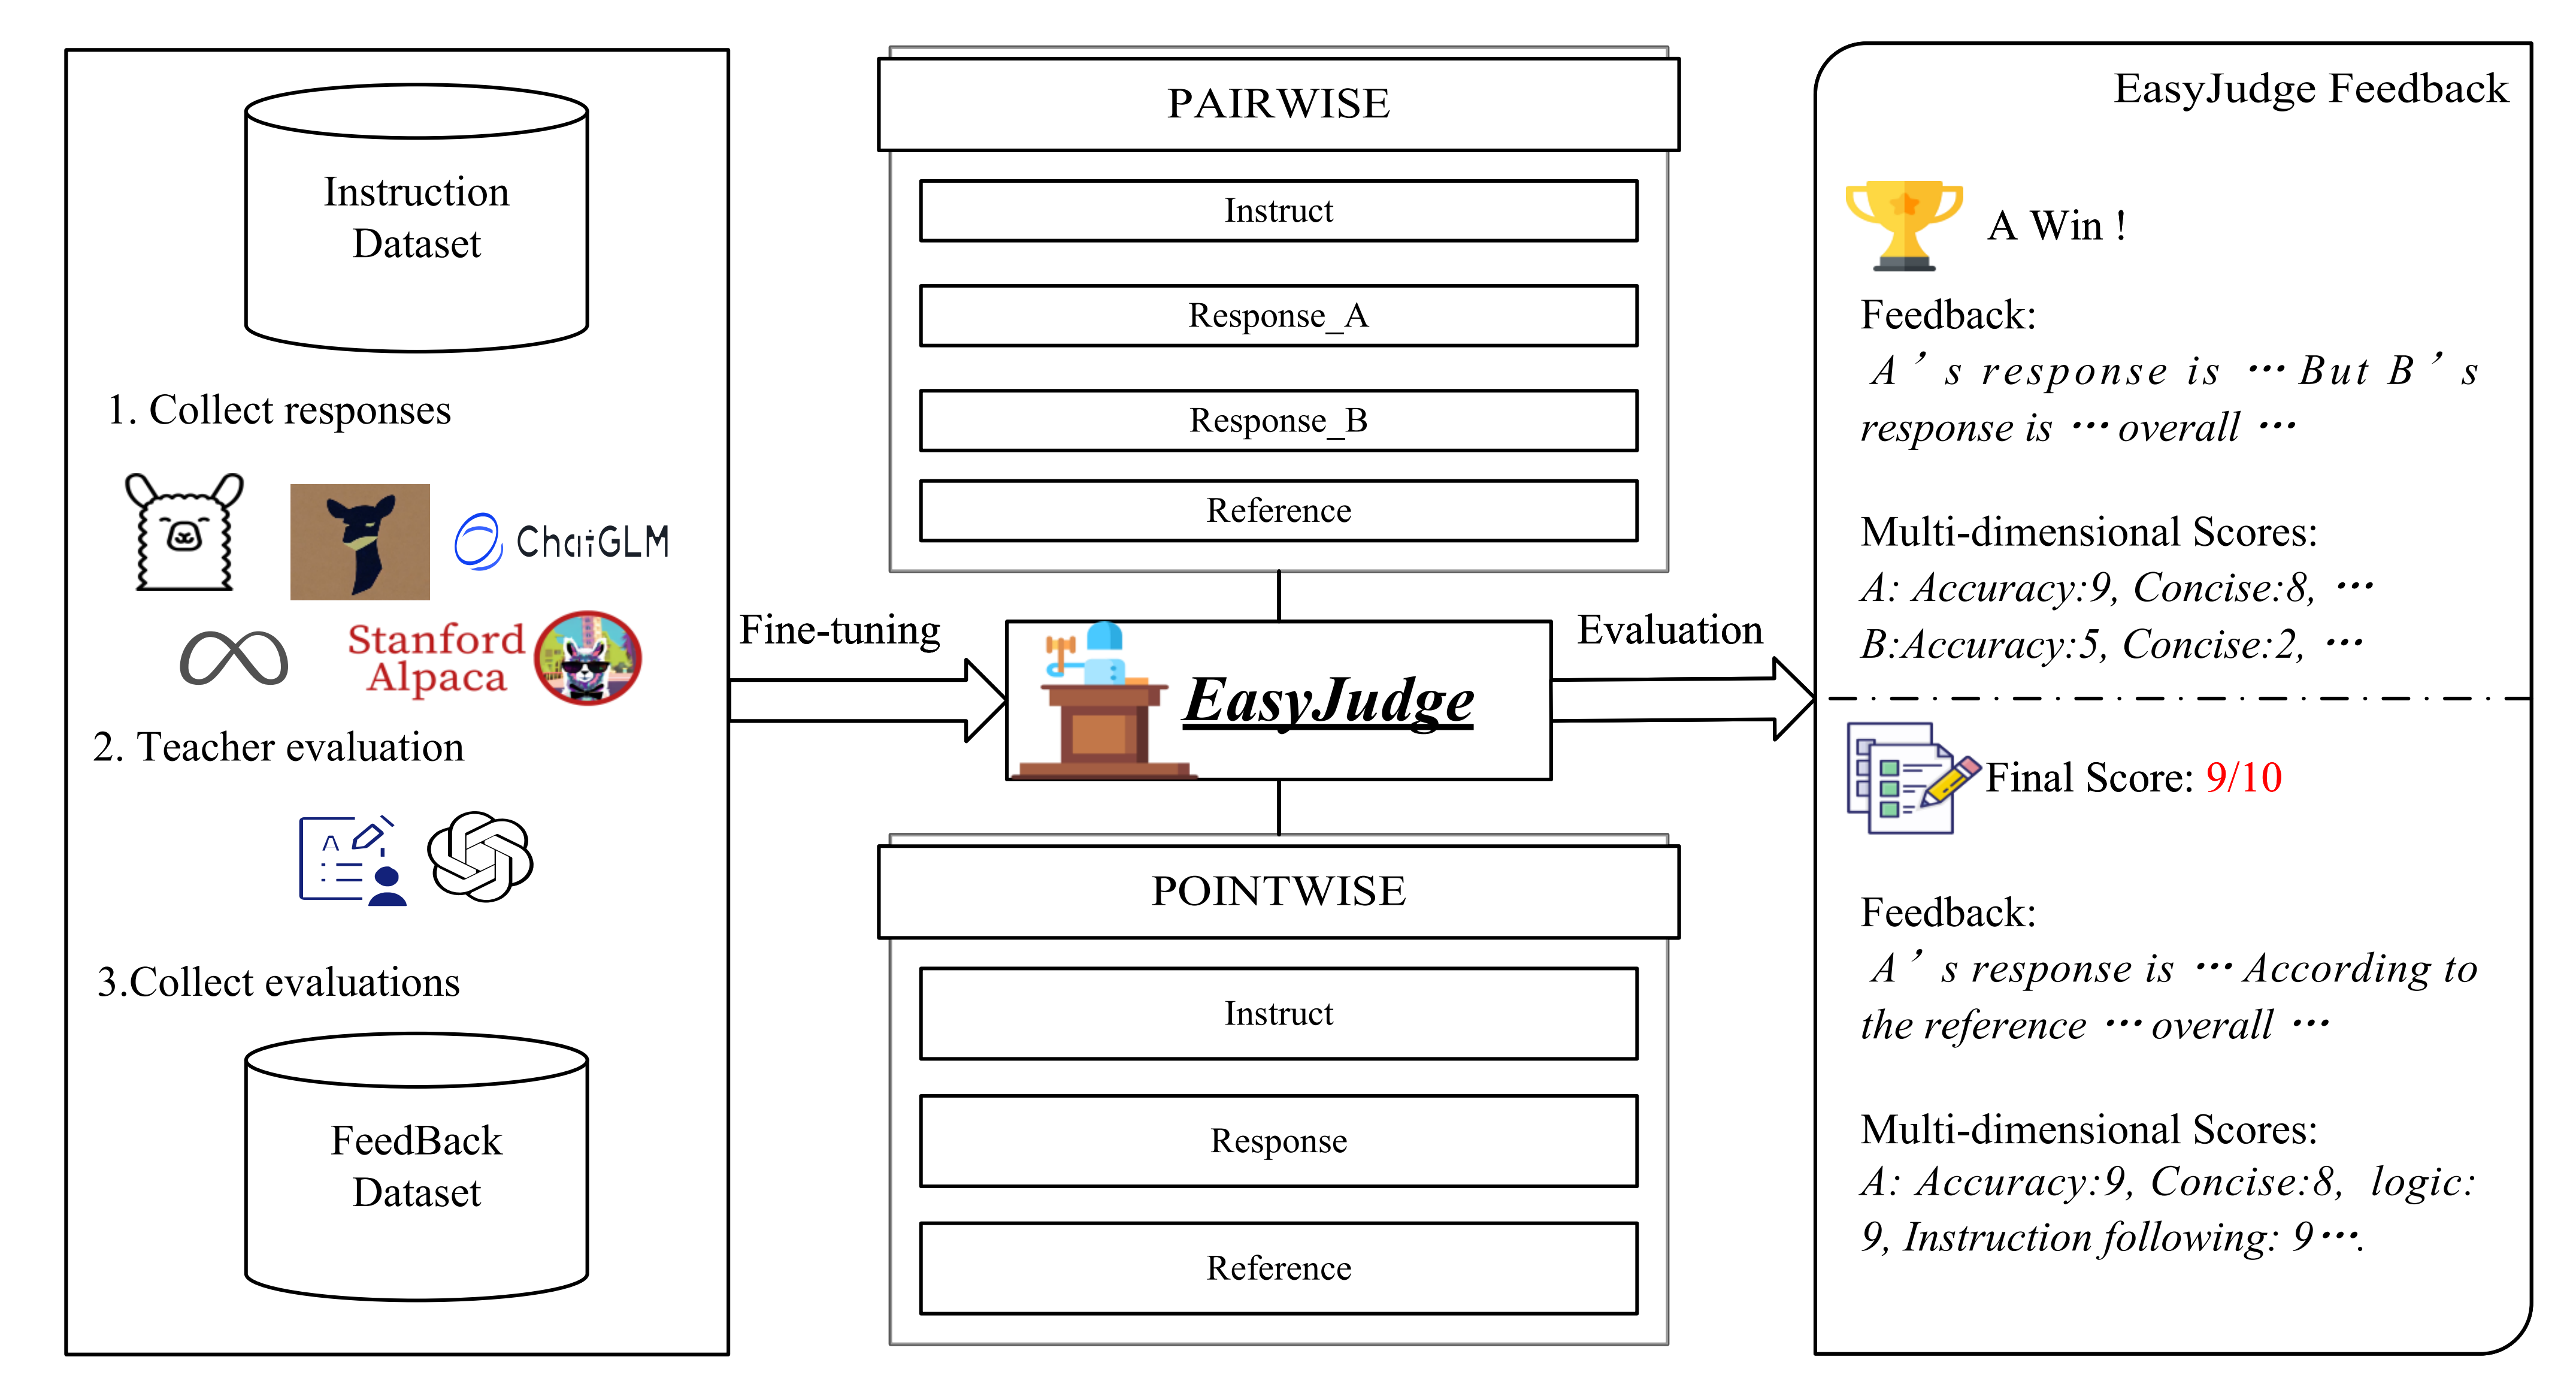 Instruction
Dataset
1. Collect responses
ChatGLM
Stanford
Alpaca
2. Teacher evaluation
A
3.Collect evaluations
FeedBack
Dataset
Fine-tuning
PAIRWISE
Instruct
Response_A
Response_B
Reference
EasyJudge
POINTWISE
Instruct
Response
Reference
Evaluation
EasyJudge Feedback
A Win !
Feedback:
A’s response is ··· But B’s
response is ··· overall ···
Multi-dimensional Scores:
A: Accuracy:9, Concise:8, ···
B:Accuracy:5, Concise:2, ···
Final Score: 9/10
Feedback:
A’s response is ··· According to
the reference ··· overall ···
Multi-dimensional Scores:
A: Accuracy:9, Concise:8, logic:
9, Instruction following: 9···.